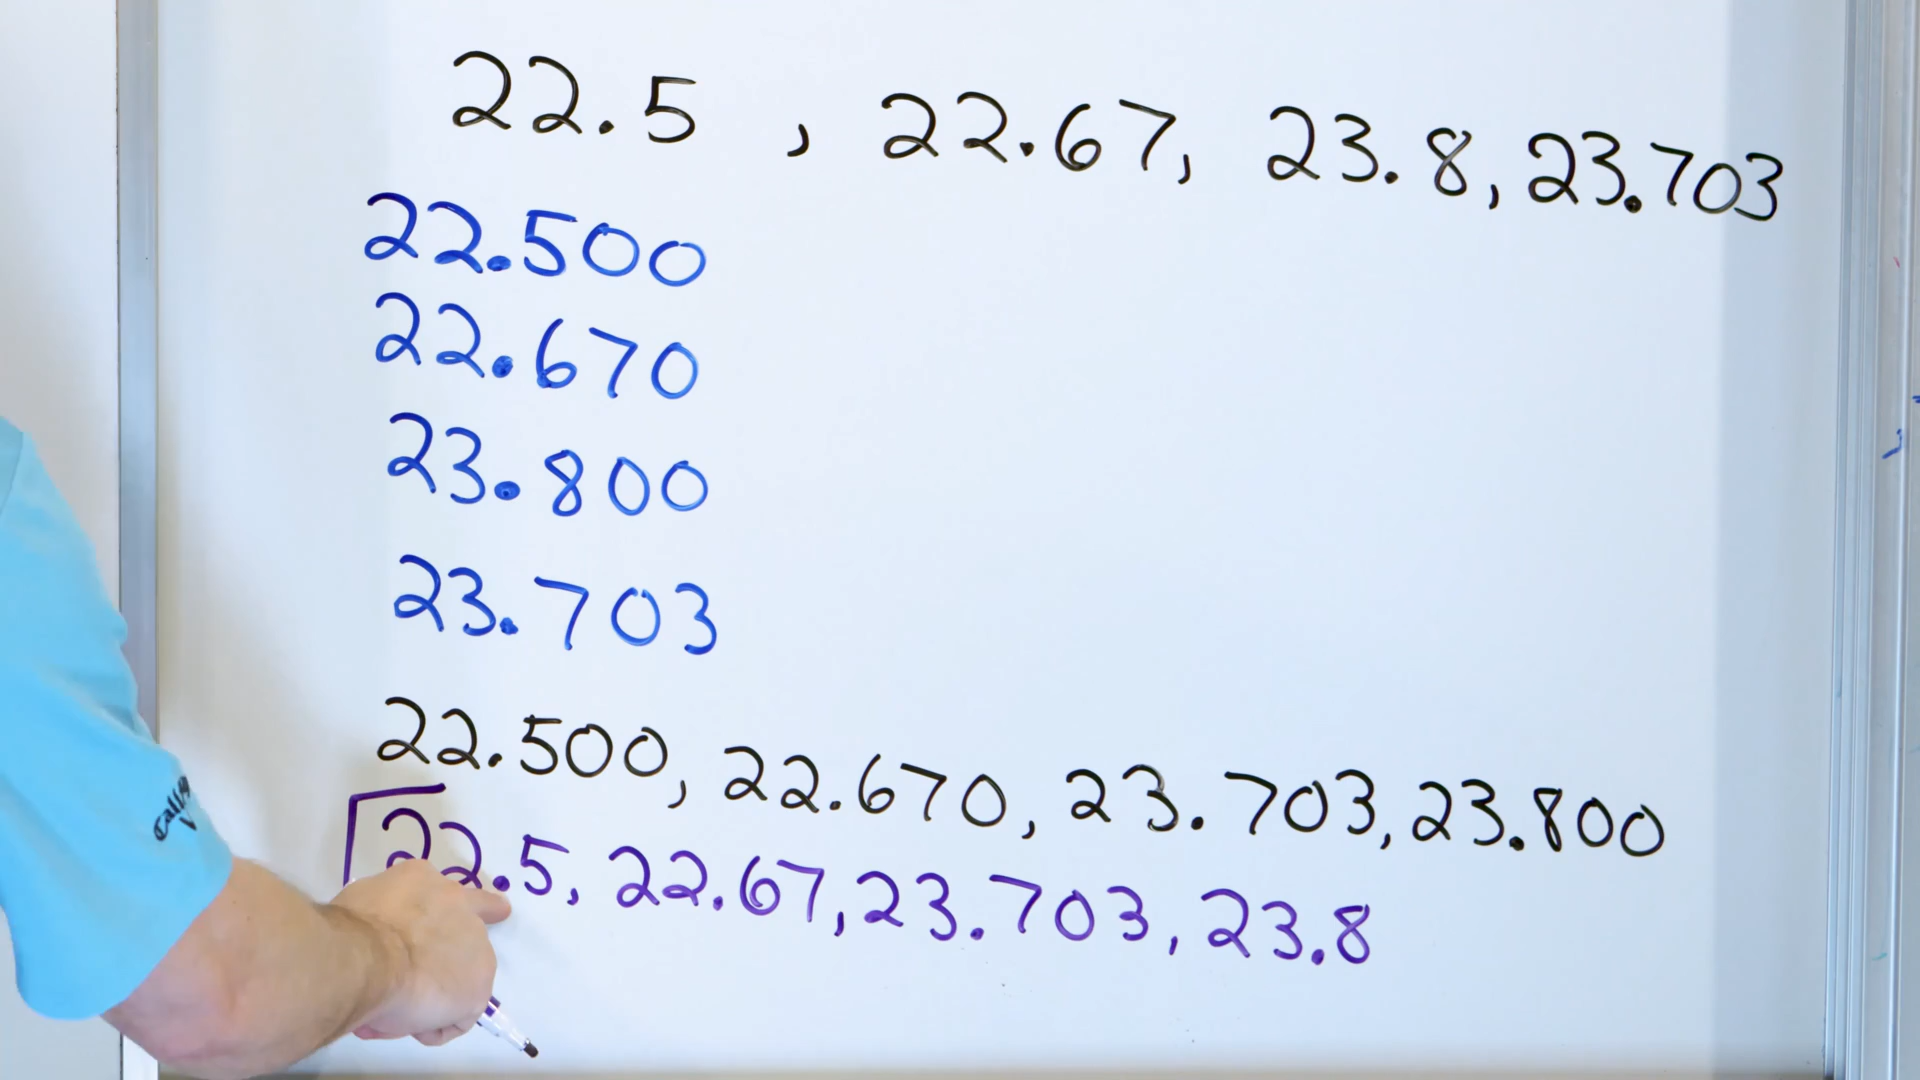 22.5, 22.67, 23.8, 23.703
22.500
22.670
23.800
23.703
22.500, 22.670, 23.703, 23.800
22.5, 22.67, 23.703, 23.8